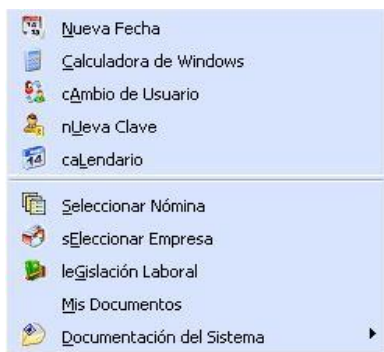 Nueva Fecha
Calculadora de Windows
cAmbio de Usuario
nUeva Clave
caLendario
Seleccionar Nómina
sEleccionar Empresa
leGislación Laboral
Mis Documentos
Documentación del Sistema